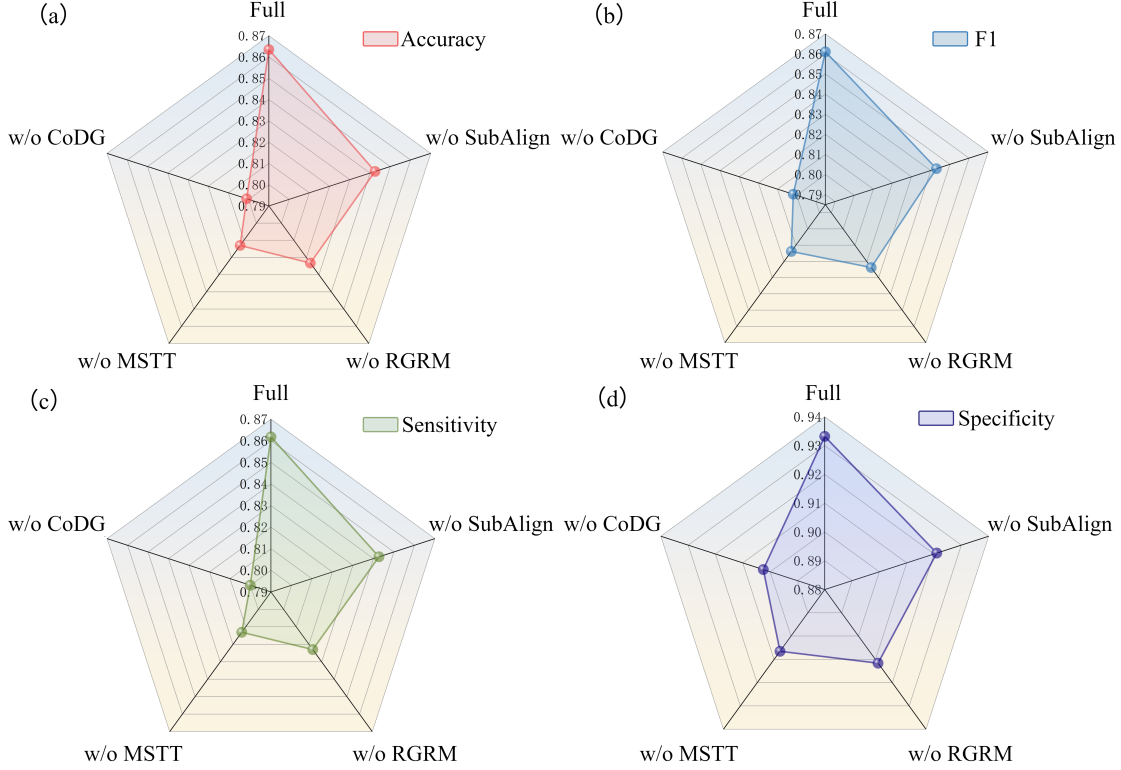 (a)
Full
Accuracy
0.87
0.86
0.85
0.84
0.83
0.82
0.81
0.80
0.79
w/o CoDG
w/o SubAlign
w/o MSTT
w/o RGRM
(b)
Full
F1
0.87
0.86
0.85
0.84
0.83
0.82
0.81
0.80
0.79
w/o CoDG
w/o SubAlign
w/o MSTT
w/o RGRM
(c)
Full
Sensitivity
0.87
0.86
0.85
0.84
0.83
0.82
0.81
0.80
0.79
w/o CoDG
w/o SubAlign
w/o MSTT
w/o RGRM
(d)
Full
Specificity
0.94
0.93
0.92
0.91
0.90
0.89
0.88
w/o CoDG
w/o SubAlign
w/o MSTT
w/o RGRM